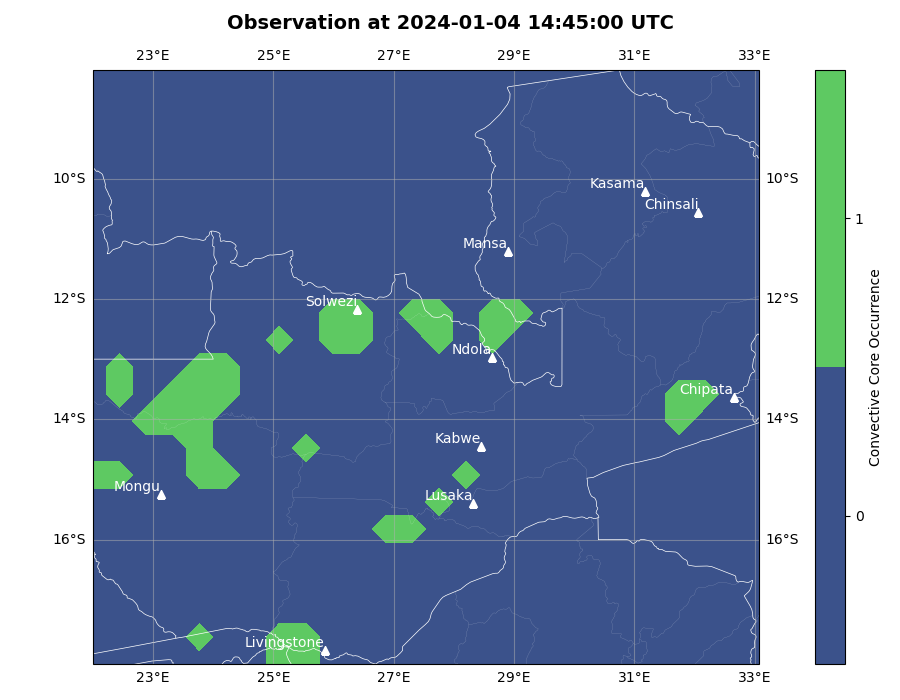 Observation at 2024-01-04 14:45:00 UTC
23°E 25°E 27°E 29°E 31°E 33°E
10°S 10°S
Kasama
Chinsali
Mansa
1
12°S 12°S
Solwezi
Ndola
Chipata
14°S 14°S
Kabwe
Mongu
Lusaka
0
16°S 16°S
Livingstone
23°E 25°E 27°E 29°E 31°E 33°E
Convective Core Occurrence